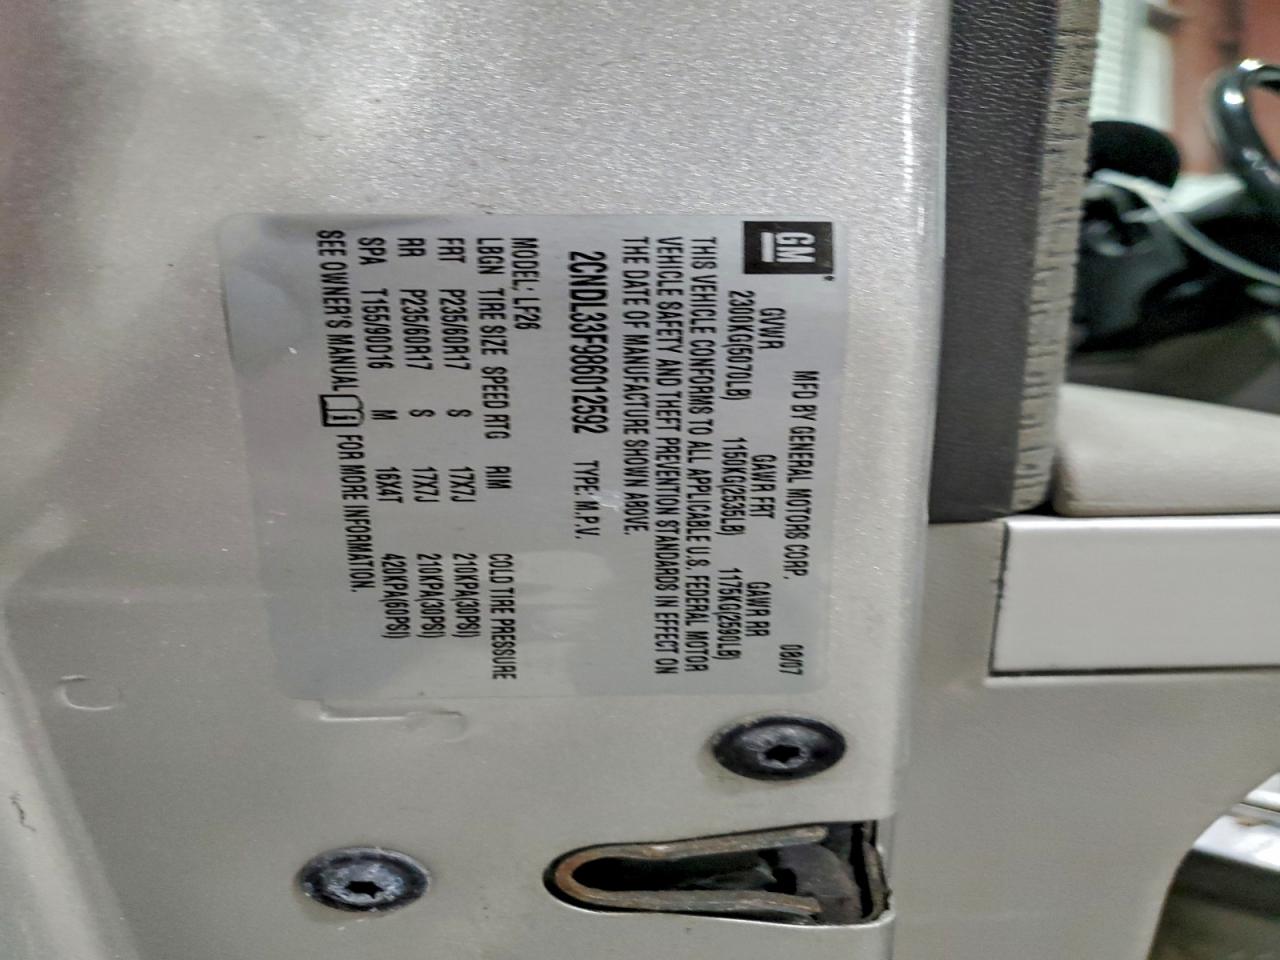 GM
MFD BY GENERAL MOTORS CORP. 08/07
GVWR GAWR FRT GAWR RR
2300KG(5070LB) 1150KG(2535LB) 1175KG(2590LB)
THIS VEHICLE CONFORMS TO ALL APPLICABLE U.S. FEDERAL MOTOR
VEHICLE SAFETY AND THEFT PREVENTION STANDARDS IN EFFECT ON
THE DATE OF MANUFACTURE SHOWN ABOVE.
2CNDL33F986012592 TYPE: M.P.V.
MODEL: LF26
LBGN TIRE SIZE SPEED RTG RIM COLD TIRE PRESSURE
FRT P235/60R17 S 17X7J 210KPA(30PSI)
RR P235/60R17 S 17X7J 210KPA(30PSI)
SPA T155/90D16 M 16X4T 420KPA(60PSI)
SEE OWNER'S MANUAL FOR MORE INFORMATION.